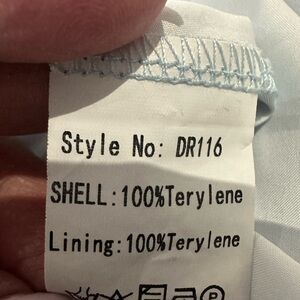 Style No: DR116
SHELL:100%Terylene
Lining:100%Terylene
P